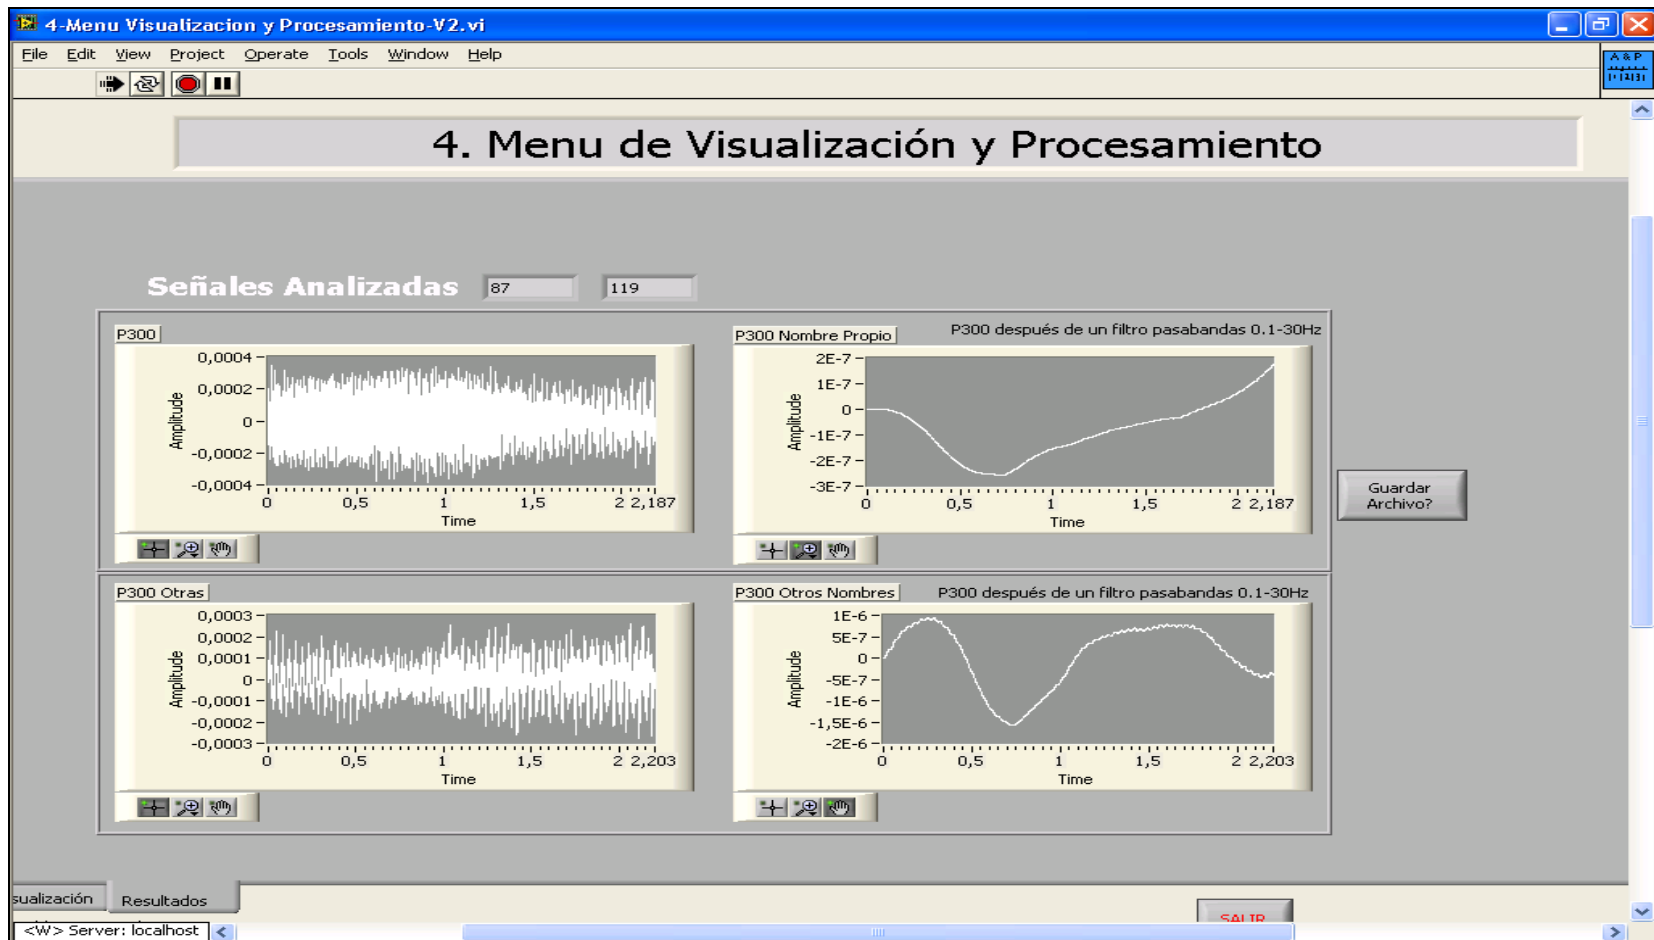 4-Menu Visualizacion y Procesamiento-V2.vi
File Edit View Project Operate Tools Window Help
A & P
4. Menu de Visualización y Procesamiento
Señales Analizadas 87 119
P300
0,0004
0,0002
0
-0,0002
-0,0004
Amplitude
0 0,5 1 1,5 2 2,187
Time
P300 Nombre Propio P300 después de un filtro pasabandas 0.1-30Hz
2E-7
1E-7
0
-1E-7
-2E-7
-3E-7
Amplitude
0 0,5 1 1,5 2 2,187
Time
Guardar
Archivo?
P300 Otras
0,0003
0,0002
0,0001
0
-0,0001
-0,0002
-0,0003
Amplitude
0 0,5 1 1,5 2 2,203
Time
P300 Otros Nombres P300 después de un filtro pasabandas 0.1-30Hz
1E-6
5E-7
0
-5E-7
-1E-6
-1,5E-6
-2E-6
Amplitude
0 0,5 1 1,5 2 2,203
Time
sualización Resultados
SALIR
<W> Server: localhost